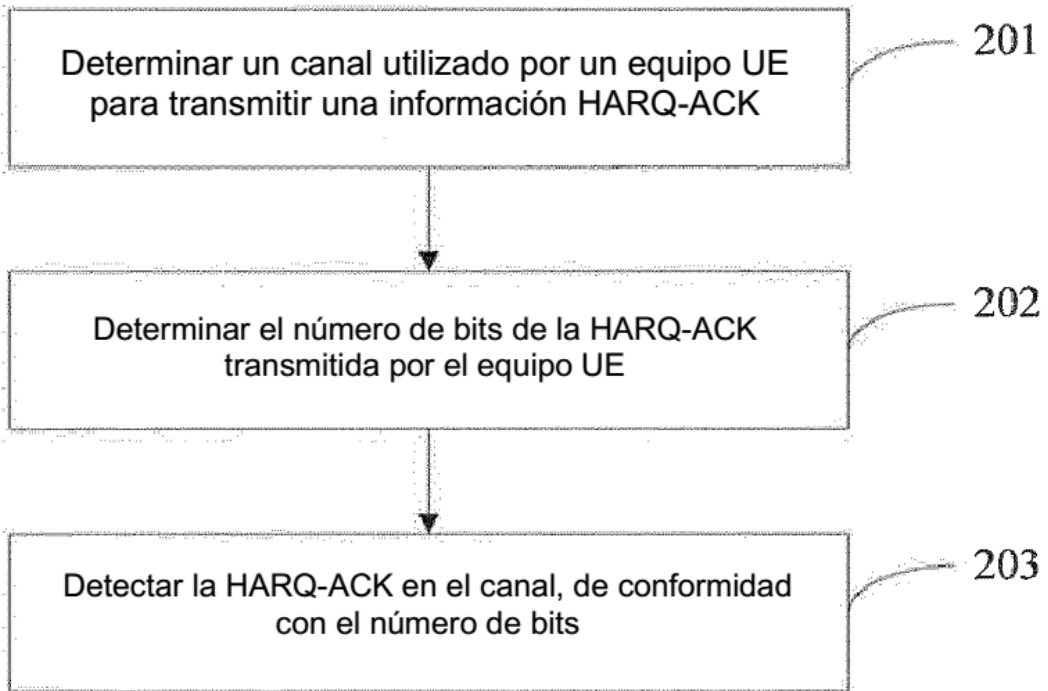 Determinar un canal utilizado por un equipo UE
para transmitir una información HARQ-ACK
201
Determinar el número de bits de la HARQ-ACK
transmitida por el equipo UE
202
Detectar la HARQ-ACK en el canal, de conformidad
con el número de bits
203